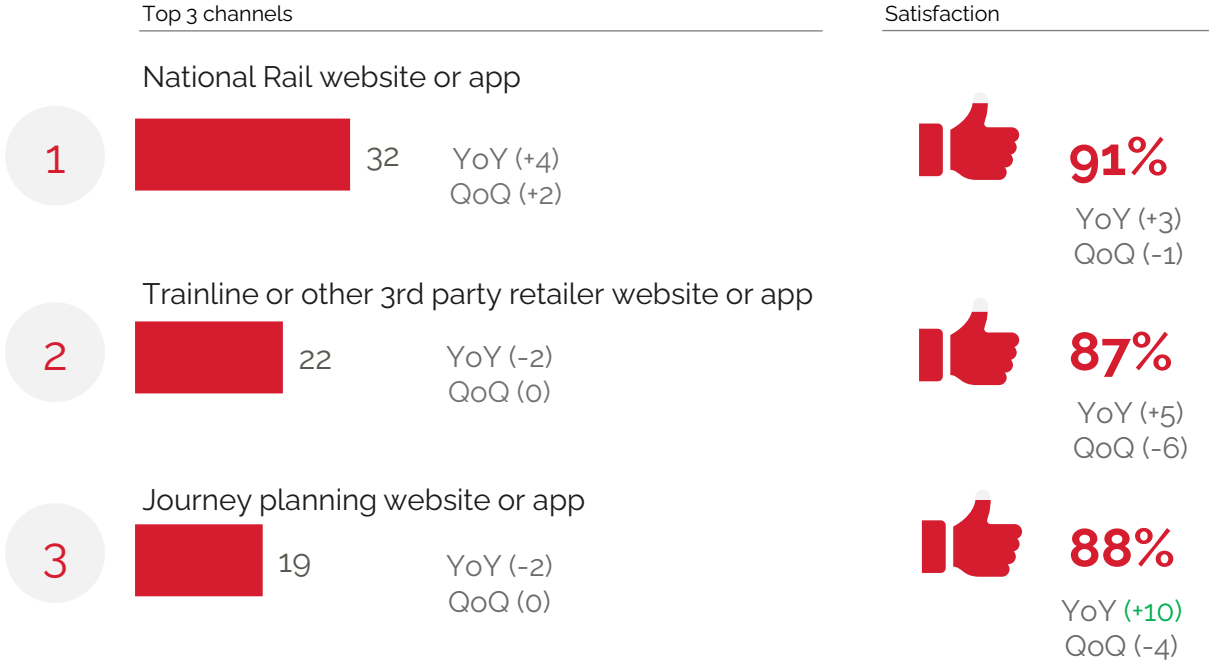 Top 3 channels
Satisfaction
National Rail website or app
1
32
YoY (+4)
QoQ (+2)
91%
YoY (+3)
QoQ (-1)
Trainline or other 3rd party retailer website or app
2
22
YoY (-2)
QoQ (0)
87%
YoY (+5)
QoQ (-6)
Journey planning website or app
3
19
YoY (-2)
QoQ (0)
88%
YoY (+10)
QoQ (-4)